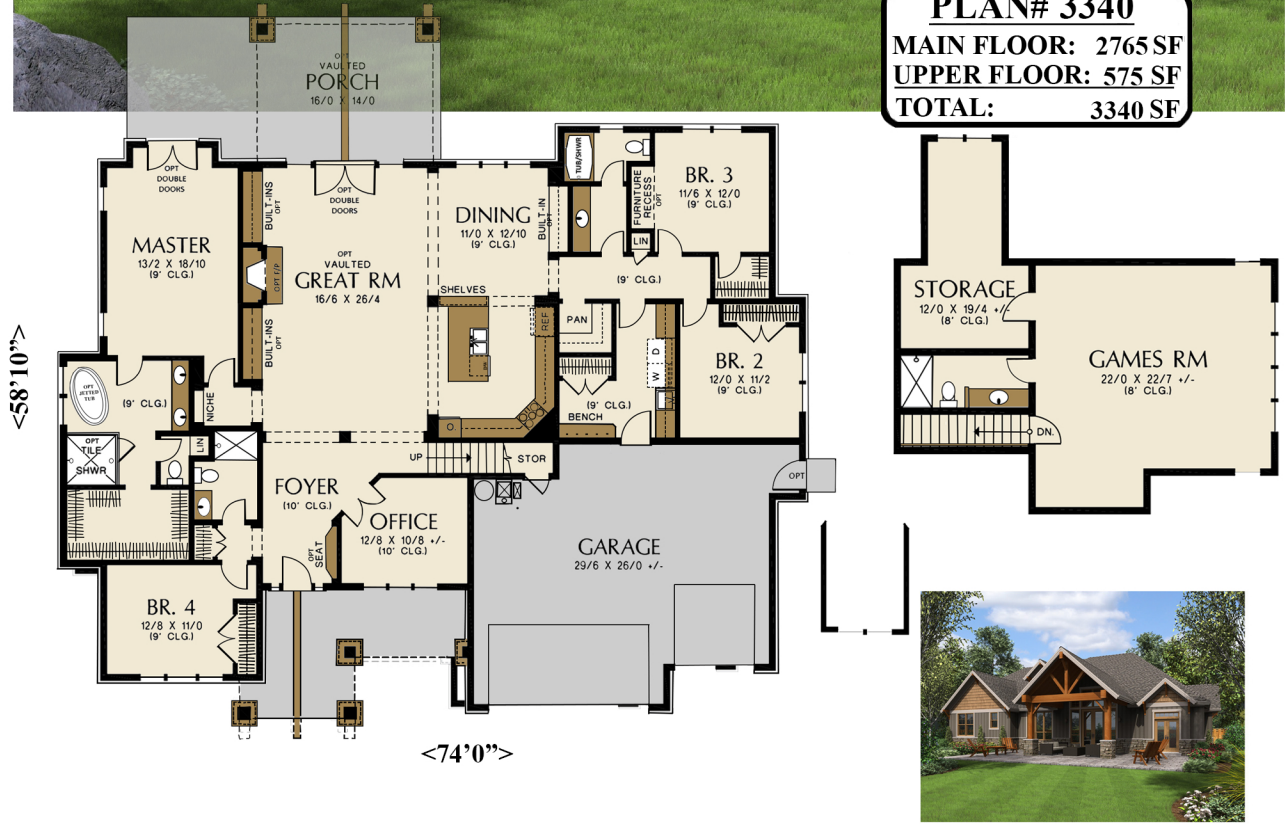 PLAN# 3340
MAIN FLOOR: 2765 SF
UPPER FLOOR: 575 SF
TOTAL: 3340 SF
OPT
VAULTED
PORCH
16/0 X 14/0
OPT
DOUBLE
DOORS
MASTER
13/2 X 18/10
(9' CLG.)
BUILT-INS
OPT
OPT F/P
BUILT-INS
OPT
OPT
DOUBLE
DOORS
OPT
VAULTED
GREAT RM
16/6 X 26/4
DINING
11/0 X 12/10
(9' CLG.)
BUILT-IN
OPT
TUB/SHWR
FURNITURE
RECESS
OPT
LIN
BR. 3
11/6 X 12/0
(9' CLG.)
(9' CLG.)
SHELVES
REF
PAN
W D
BR. 2
12/0 X 11/2
(9' CLG.)
(9' CLG.)
BENCH
OPT
JETTED
TUB
(9' CLG.)
NICHE
OPT
TILE
SHWR
LIN
UP
STOR
FOYER
(10' CLG.)
OFFICE
12/8 X 10/8 +/-
(10' CLG.)
OPT
SEAT
BR. 4
12/8 X 11/0
(9' CLG.)
GARAGE
29/6 X 26/0 +/-
OPT
STORAGE
12/0 X 19/4 +/-
(8' CLG.)
GAMES RM
22/0 X 22/7 +/-
(8' CLG.)
DN.
<58'10">
<74'0">